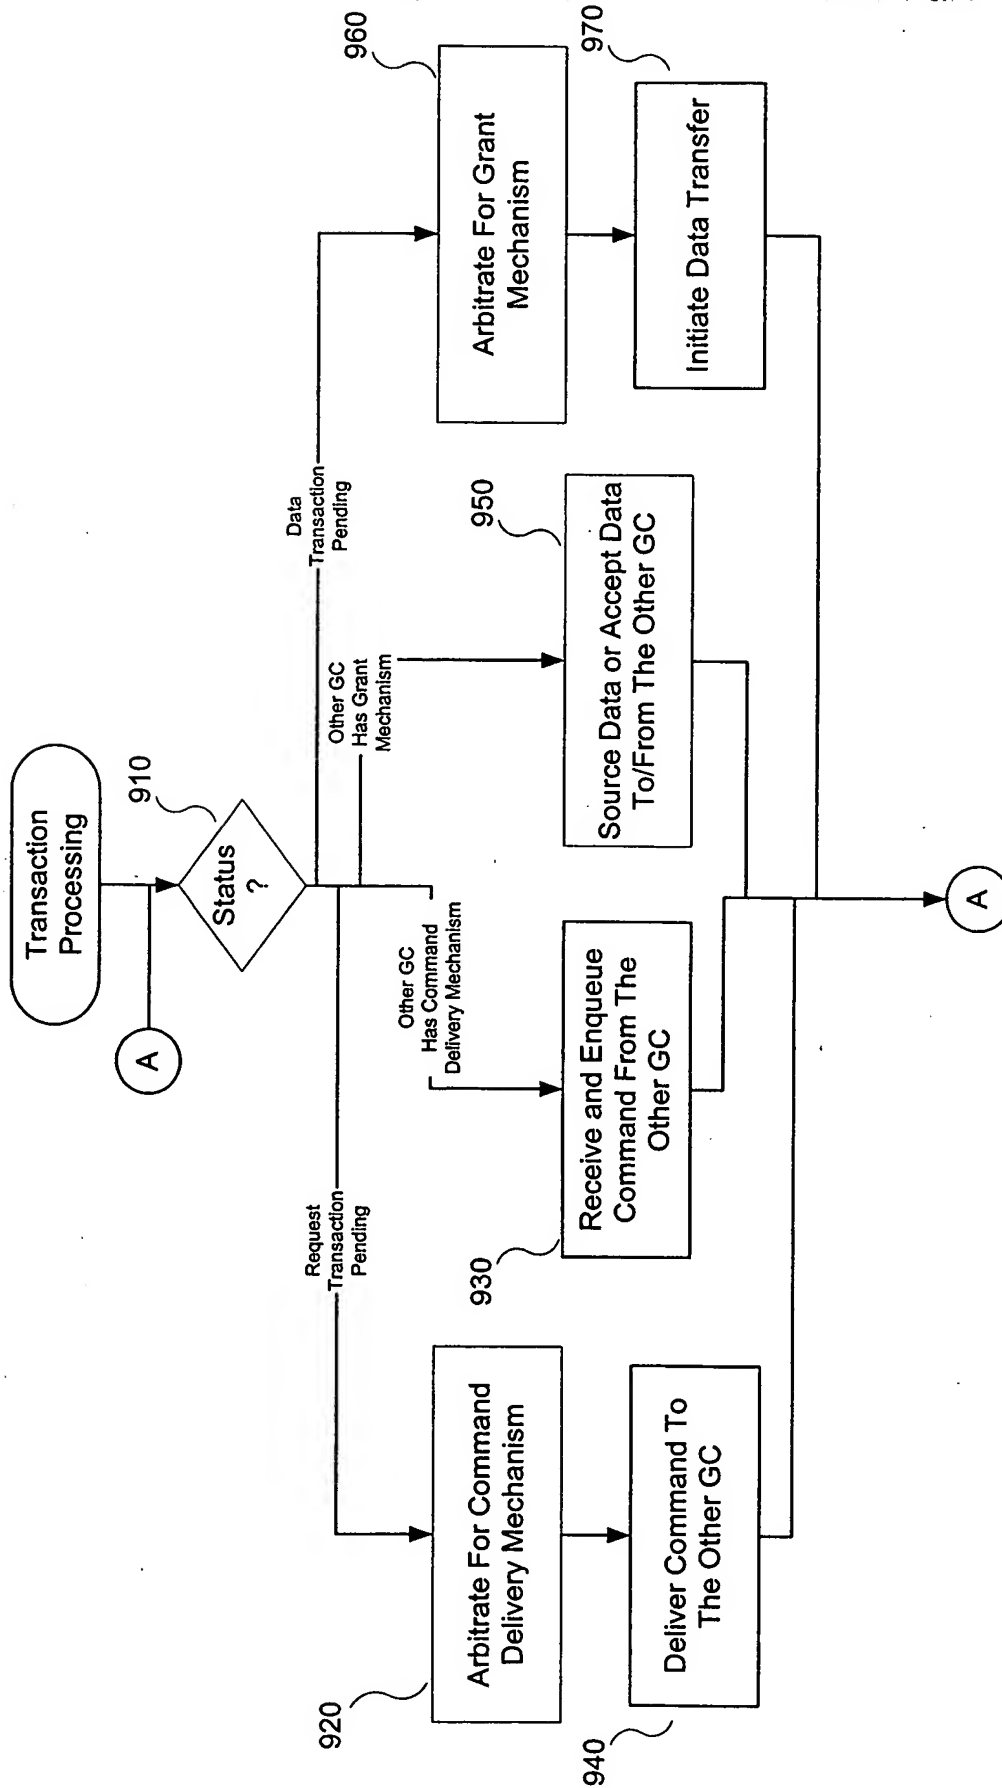 Transaction
Processing
A
910
Status
?
Request
Transaction
Pending
Other GC
Has Command
Delivery Mechanism
Other GC
Has Grant
Mechanism
Data
Transaction
Pending
920
Arbitrate For Command
Delivery Mechanism
930
Receive and Enqueue
Command From The
Other GC
950
Source Data or Accept Data
To/From The Other GC
960
Arbitrate For Grant
Mechanism
940
Deliver Command To
The Other GC
970
Initiate Data Transfer
A